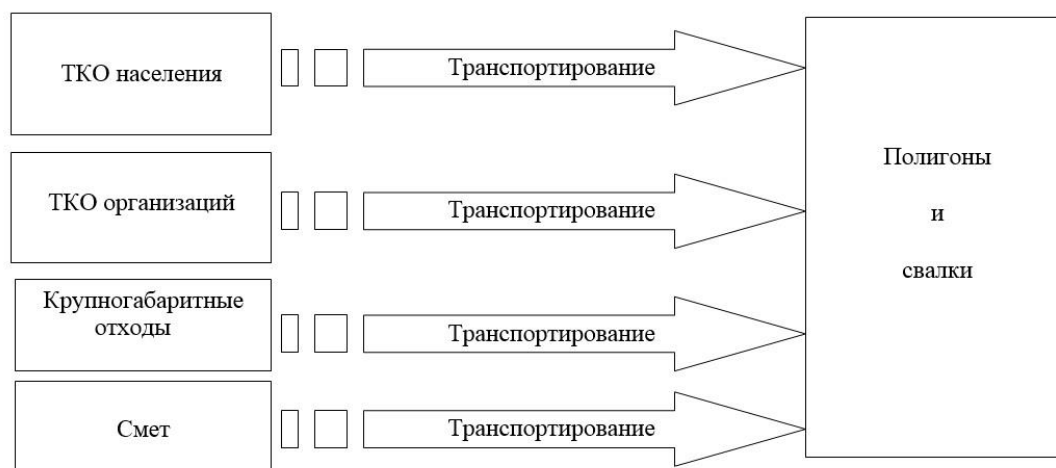 ТКО населения
Транспортирование
ТКО организаций
Транспортирование
Крупногабаритные
отходы
Транспортирование
Смет
Транспортирование
Полигоны
и
свалки